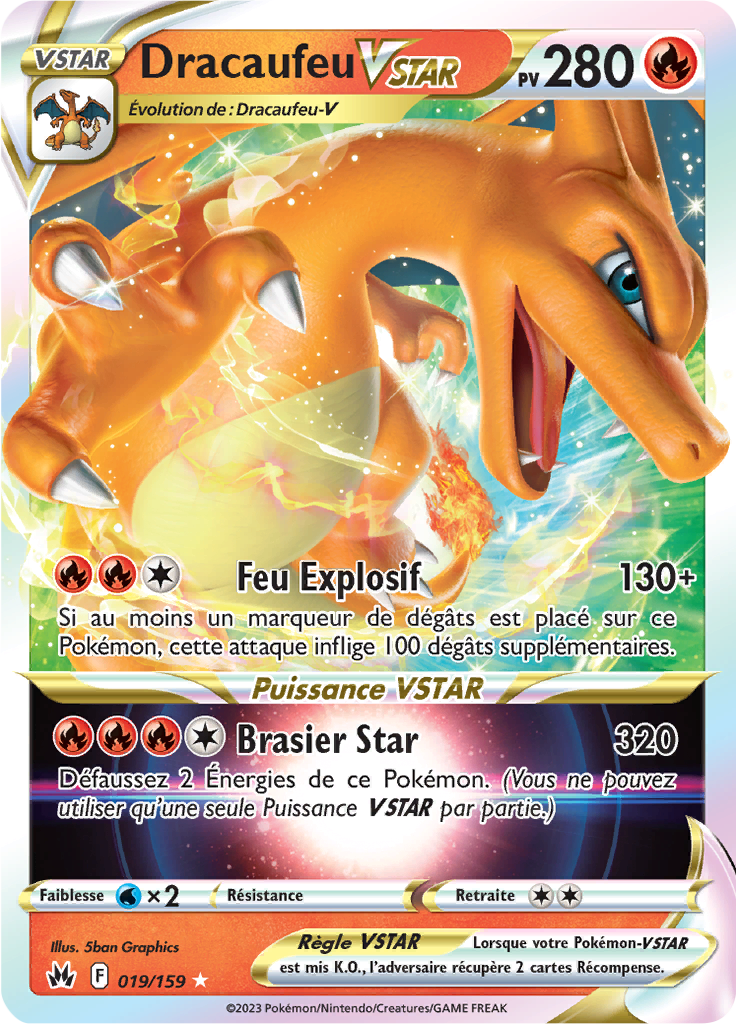 VSTAR
Dracaufeu VSTAR
PV 280
Évolution de : Dracaufeu-V
Feu Explosif 130+
Si au moins un marqueur de dégâts est placé sur ce
Pokémon, cette attaque inflige 100 dégâts supplémentaires.
Puissance VSTAR
Brasier Star 320
Défaussez 2 Énergies de ce Pokémon. (Vous ne pouvez
utiliser qu'une seule Puissance VSTAR par partie.)
Faiblesse ×2 Résistance Retraite
Illus. 5ban Graphics
F 019/159
Règle VSTAR Lorsque votre Pokémon-VSTAR
est mis K.O., l'adversaire récupère 2 cartes Récompense.
©2023 Pokémon/Nintendo/Creatures/GAME FREAK